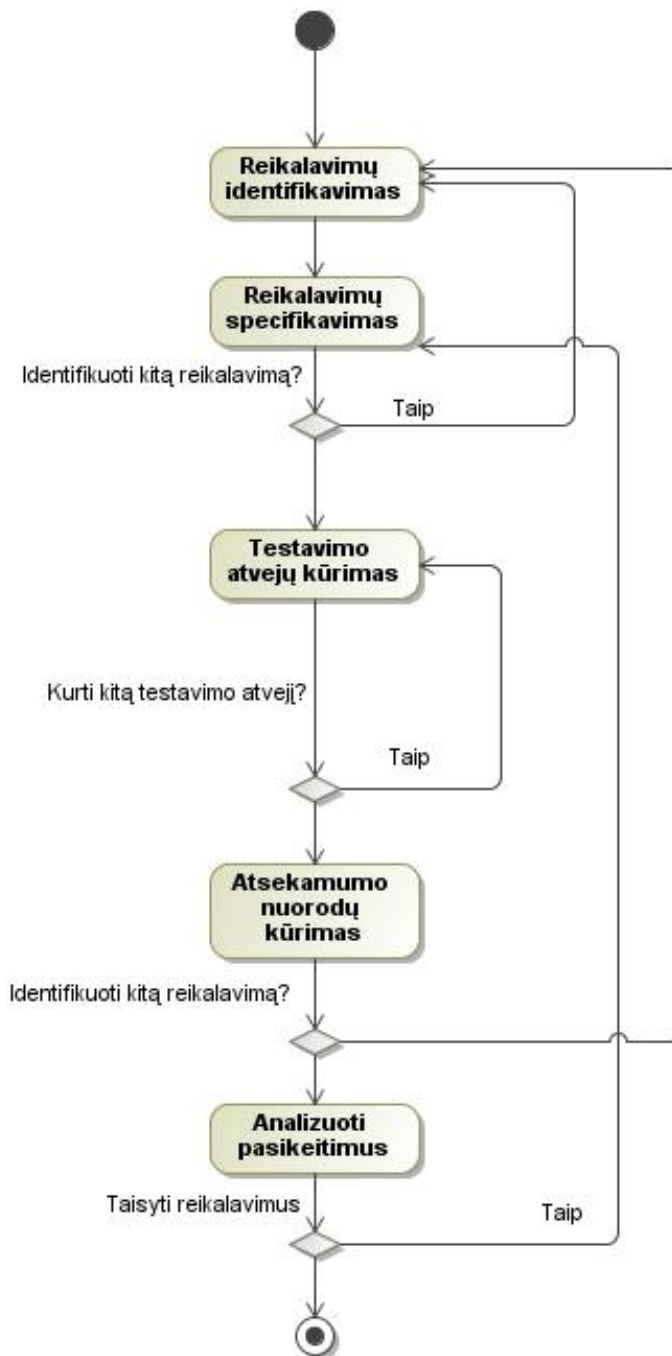 Reikalavimų
identifikavimas
Reikalavimų
specifikavimas
Identifikuoti kitą reikalavimą?
Taip
Testavimo
atvejų kūrimas
Kurti kitą testavimo atvejį?
Taip
Atsekamumo
nuorodų
kūrimas
Identifikuoti kitą reikalavimą?
Analizuoti
pasikeitimus
Taisyti reikalavimus
Taip